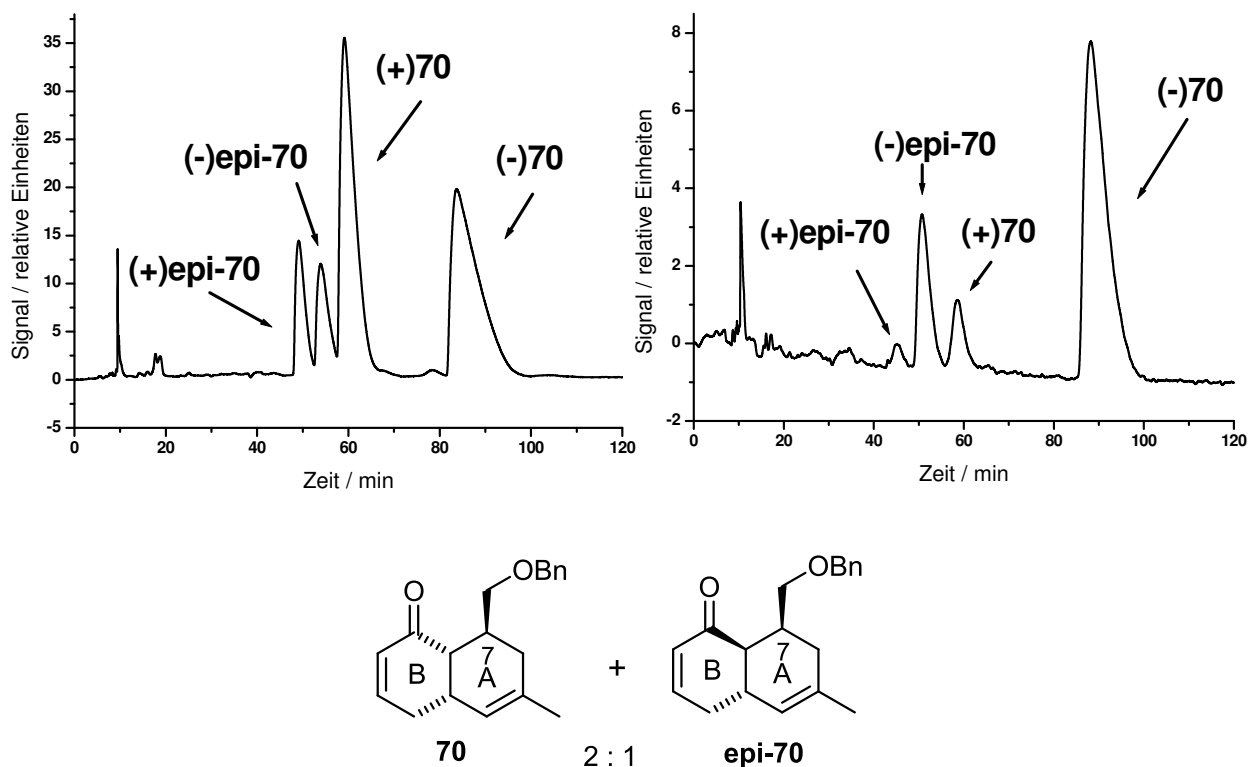 Signal / relative Einheiten
35
30
25
20
15
10
5
0
-5
(+)70
(-)epi-70
(-)70
(+)epi-70
0 20 40 60 80 100 120
Zeit / min
Signal / relative Einheiten
8
6
4
2
0
-2
(-)70
(-)epi-70
(+)epi-70
(+)70
0 20 40 60 80 100 120
Zeit / min
O OBn
B 7 A
70
+
2 : 1
O OBn
B 7 A
epi-70